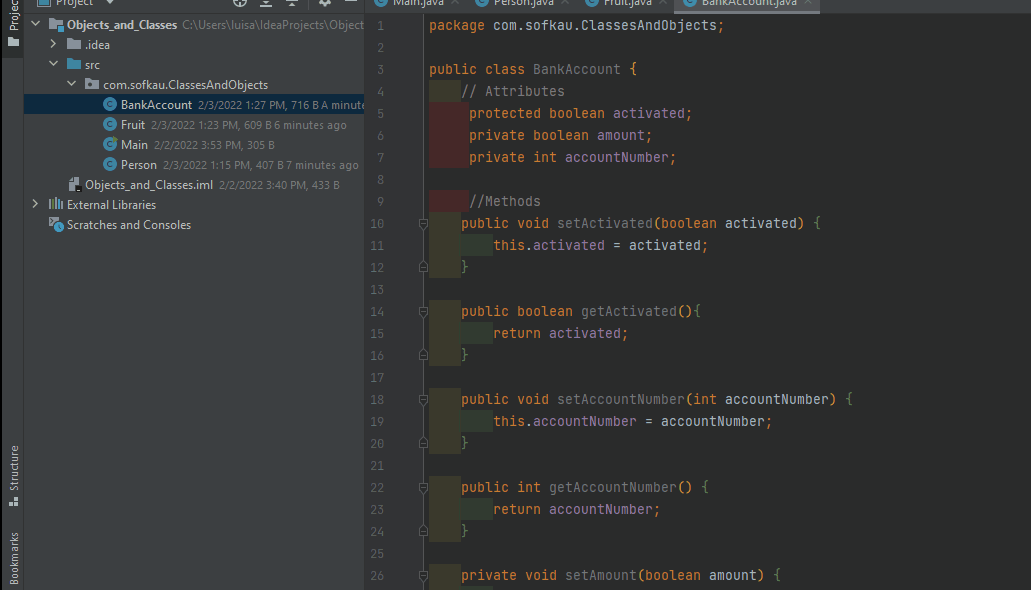 Project
Main.java
Person.java
Fruit.java
BankAccount.java
Project
Objects_and_Classes C:\Users\luisa\IdeaProjects\Object
.idea
src
com.sofkau.ClassesAndObjects
BankAccount 2/3/2022 1:27 PM, 716 B A minute
Fruit 2/3/2022 1:23 PM, 609 B 6 minutes ago
Main 2/2/2022 3:53 PM, 305 B
Person 2/3/2022 1:15 PM, 407 B 7 minutes ago
Objects_and_Classes.iml 2/2/2022 3:40 PM, 433 B
External Libraries
Scratches and Consoles
Structure
Bookmarks
1 package com.sofkau.ClassesAndObjects;
2
3 public class BankAccount {
4 // Attributes
5 protected boolean activated;
6 private boolean amount;
7 private int accountNumber;
8
9 //Methods
10 public void setActivated(boolean activated) {
11 this.activated = activated;
12 }
13
14 public boolean getActivated(){
15 return activated;
16 }
17
18 public void setAccountNumber(int accountNumber) {
19 this.accountNumber = accountNumber;
20 }
21
22 public int getAccountNumber() {
23 return accountNumber;
24 }
25
26 private void setAmount(boolean amount) {